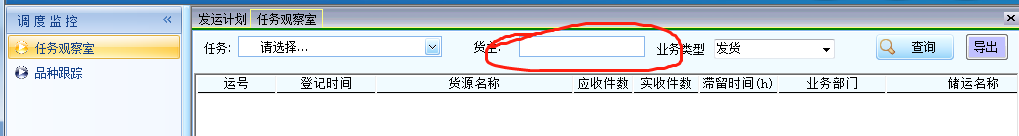 调度监控 «
任务观察室
品种跟踪
发运计划 任务观察室
任务: 请选择... 货主: 业务类型 发货 查询 导出
运号 登记时间 货源名称 应收件数 实收件数 滞留时间(h) 业务部门 储运名称